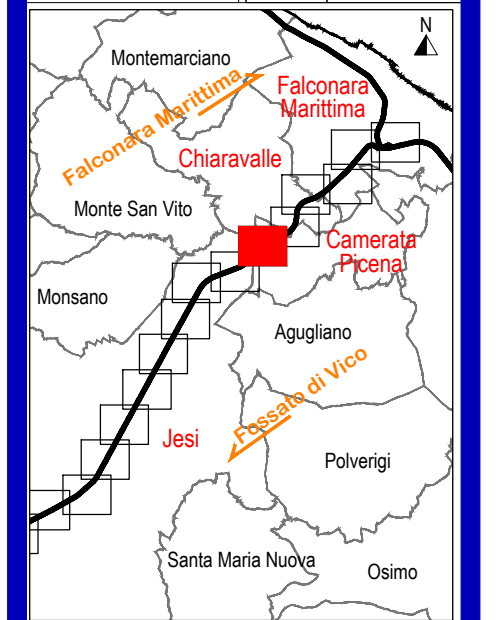 N
Montemarciano
Falconara Marittima
Falconara
Marittima
Chiaravalle
Monte San Vito
Camerata
Picena
Monsano
Agugliano
Fossato di Vico
Jesi
Polverigi
Santa Maria Nuova
Osimo